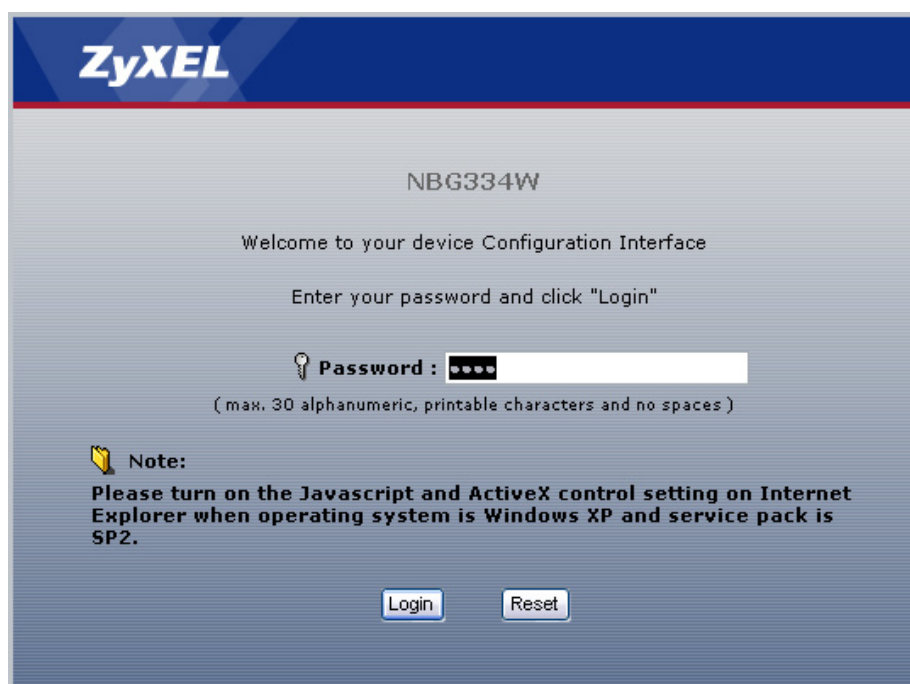 ZyXEL
NBG334W
Welcome to your device Configuration Interface
Enter your password and click "Login"
Password :
( max. 30 alphanumeric, printable characters and no spaces )
Note:
Please turn on the Javascript and ActiveX control setting on Internet
Explorer when operating system is Windows XP and service pack is
SP2.
Login Reset